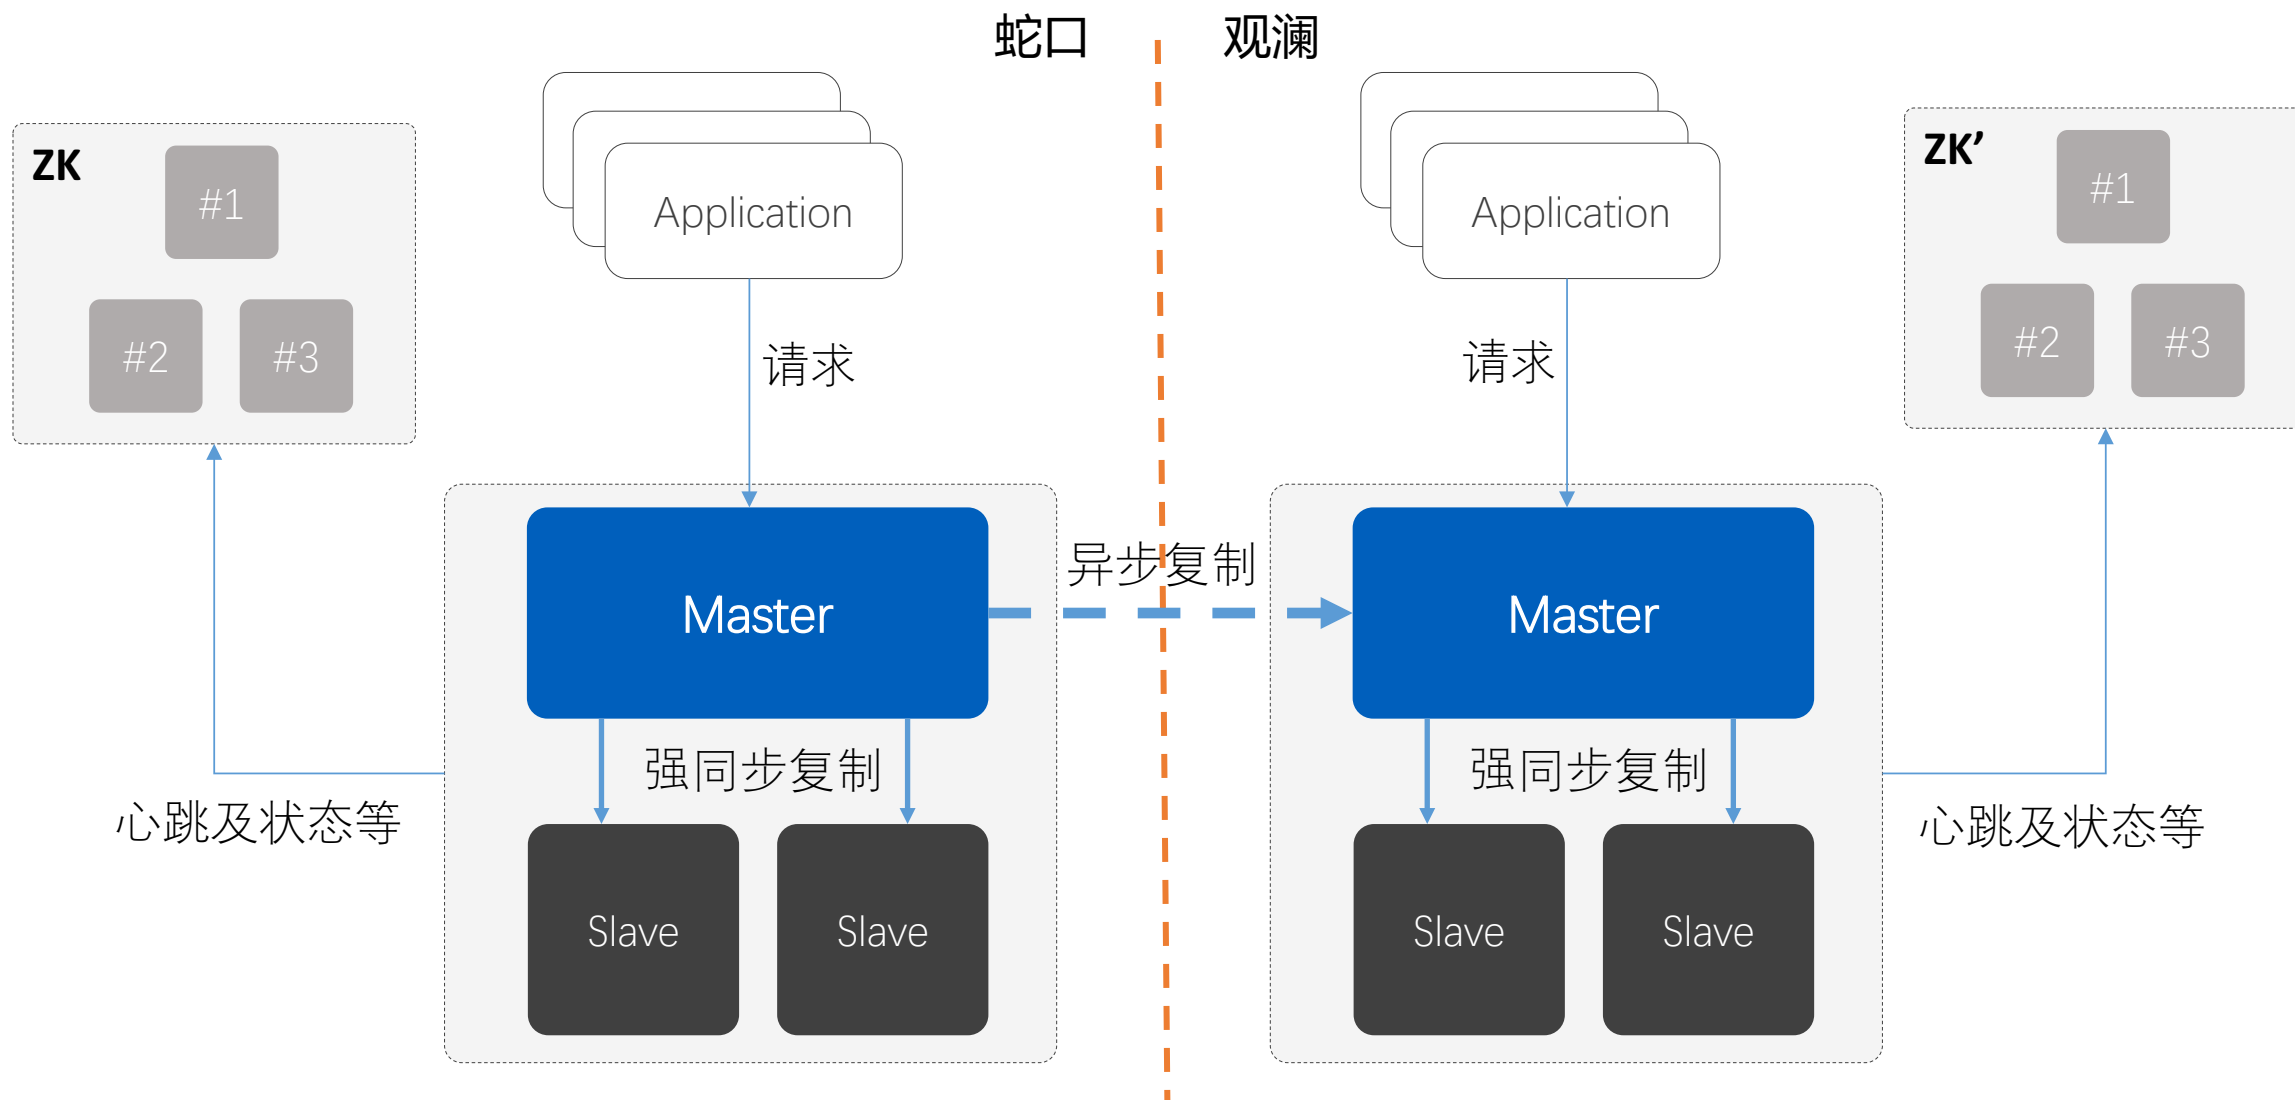 蛇口
观澜
ZK
#1
#2
#3
Application
请求
Application
请求
ZK’
#1
#2
#3
Master
异步复制
Master
强同步复制
强同步复制
心跳及状态等
心跳及状态等
Slave
Slave
Slave
Slave